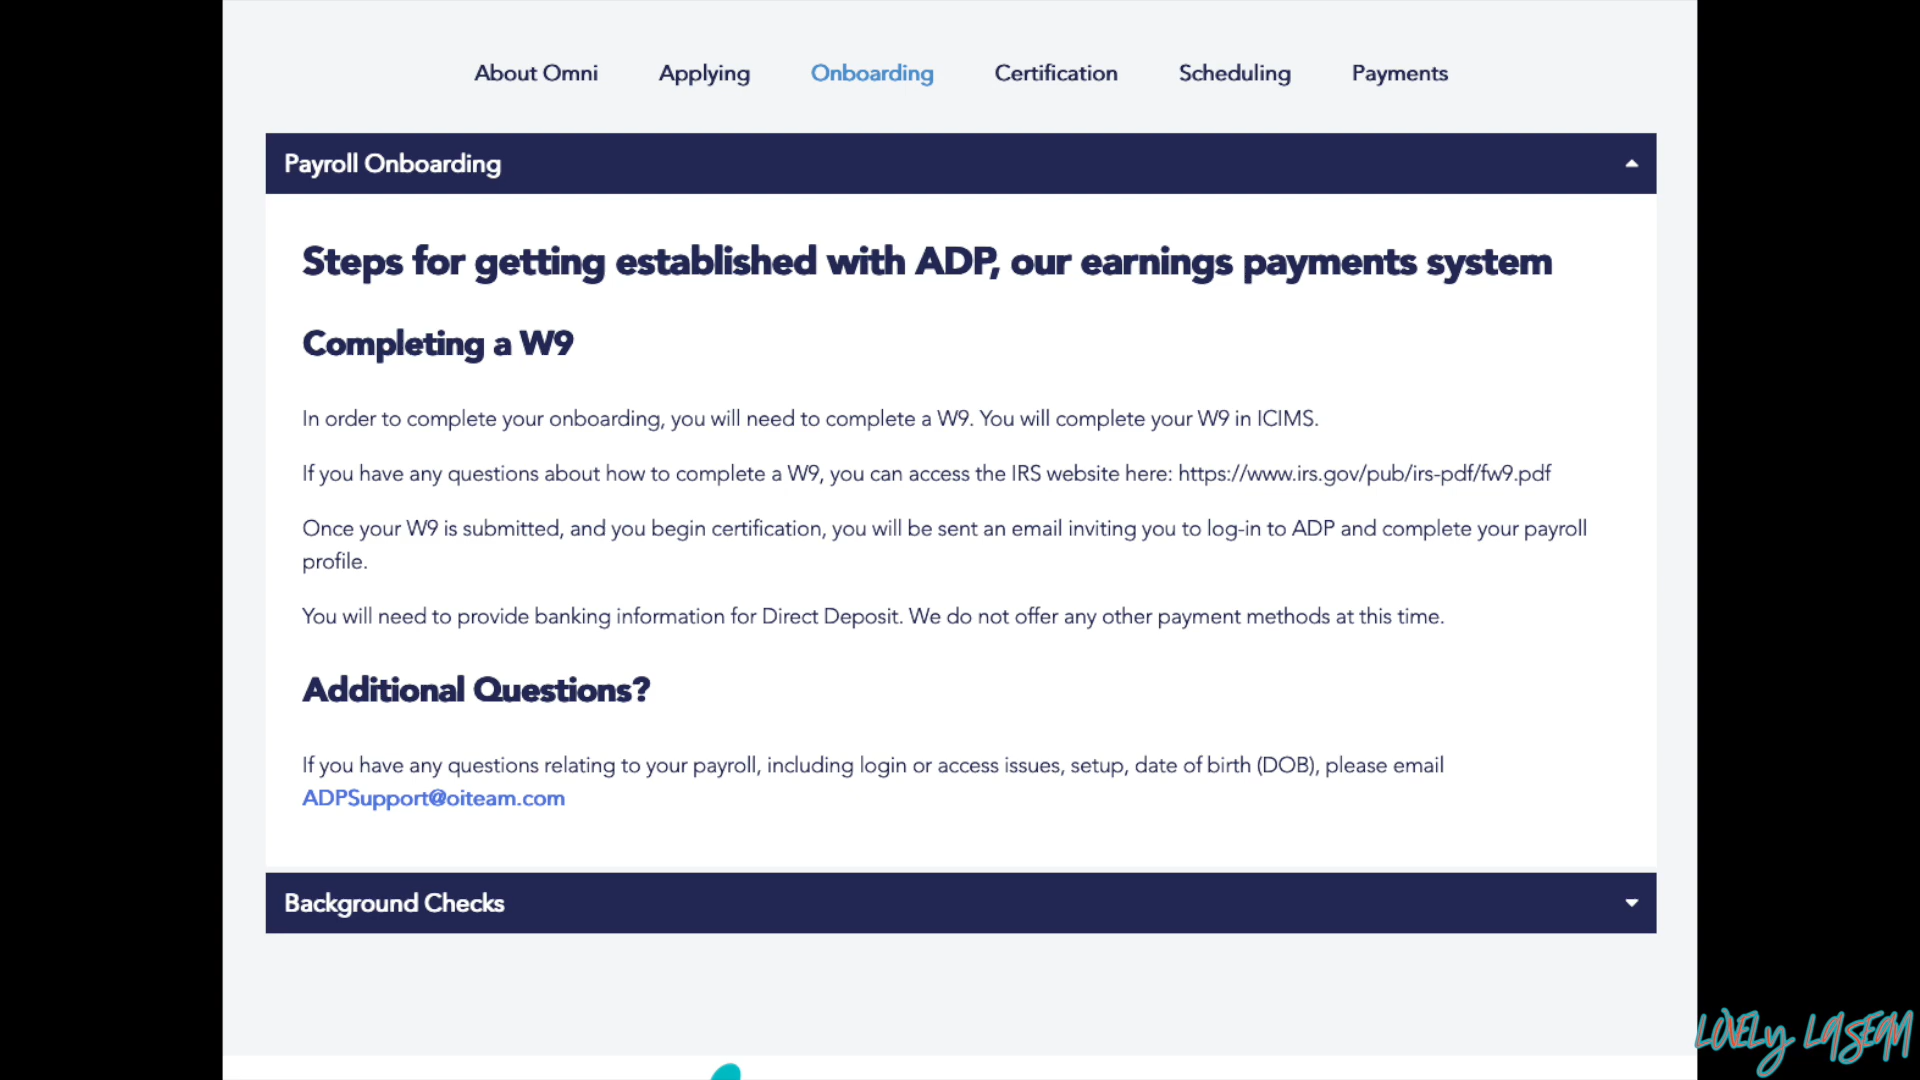 About Omni Applying Onboarding Certification Scheduling Payments
Payroll Onboarding
Steps for getting established with ADP, our earnings payments system
Completing a W9
In order to complete your onboarding, you will need to complete a W9. You will complete your W9 in ICIMS.
If you have any questions about how to complete a W9, you can access the IRS website here: https://www.irs.gov/pub/irs-pdf/fw9.pdf
Once your W9 is submitted, and you begin certification, you will be sent an email inviting you to log-in to ADP and complete your payroll
profile.
You will need to provide banking information for Direct Deposit. We do not offer any other payment methods at this time.
Additional Questions?
If you have any questions relating to your payroll, including login or access issues, setup, date of birth (DOB), please email
ADPSupport@oiteam.com
Background Checks
LOVELY LASEAM